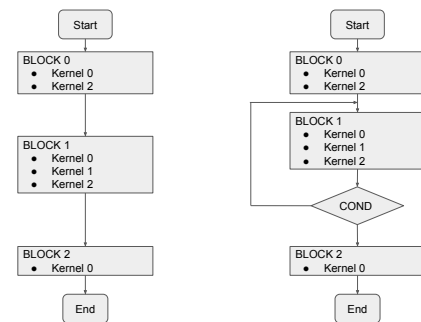 Start
BLOCK 0
● Kernel 0
● Kernel 2
BLOCK 1
● Kernel 0
● Kernel 1
● Kernel 2
BLOCK 2
● Kernel 0
End
Start
BLOCK 0
● Kernel 0
● Kernel 2
BLOCK 1
● Kernel 0
● Kernel 1
● Kernel 2
COND
BLOCK 2
● Kernel 0
End